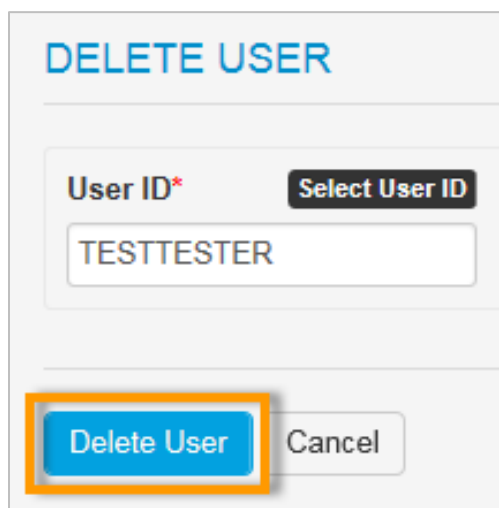 DELETE USER
User ID* Select User ID
TESTTESTER
Delete User Cancel